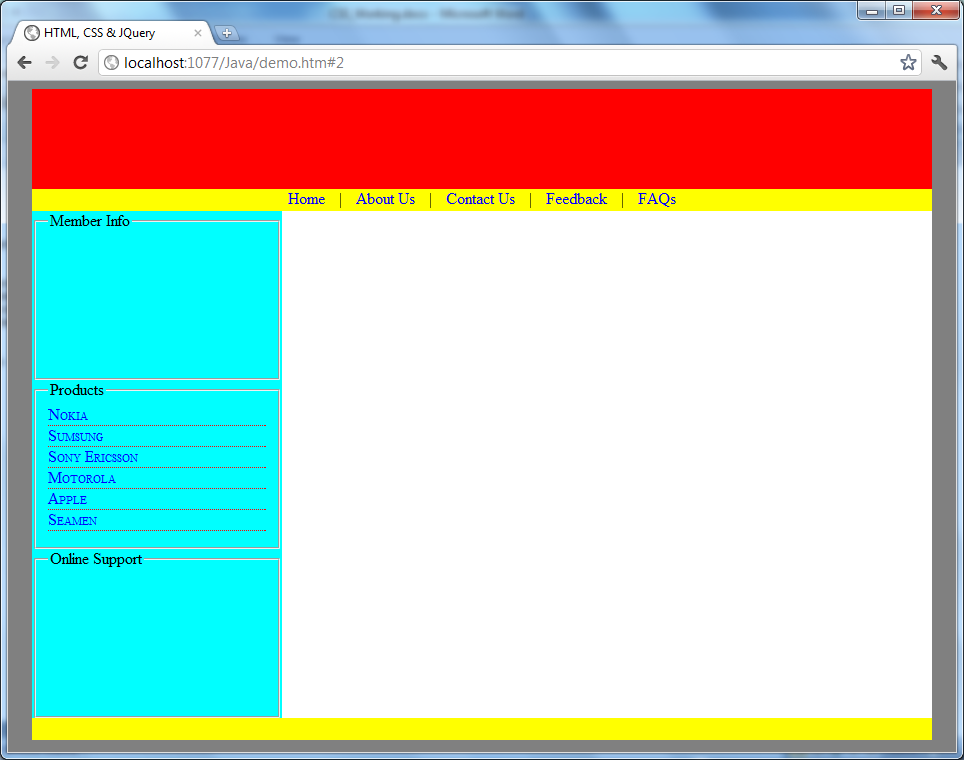 HTML, CSS & JQuery
localhost:1077/Java/demo.htm#2
Home | About Us | Contact Us | Feedback | FAQs
Member Info
Products
Nokia
Sumsung
Sony Ericsson
Motorola
Apple
Seamen
Online Support